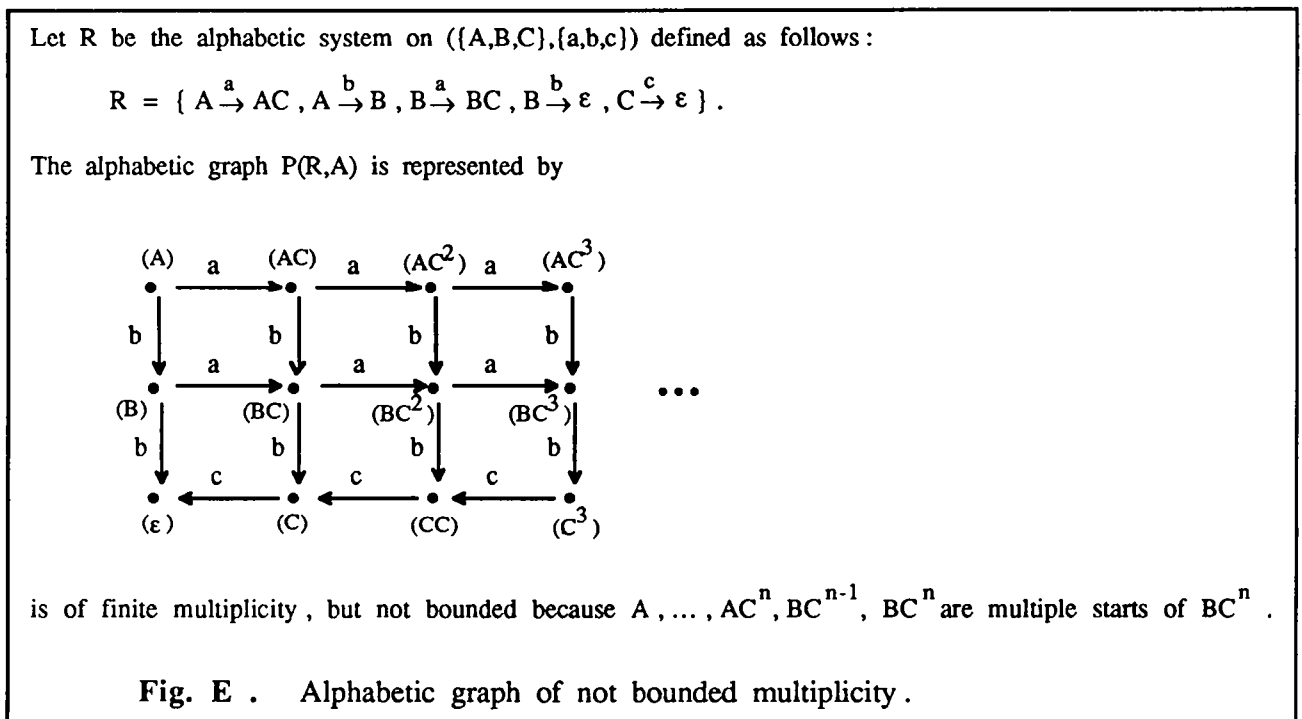 Let R be the alphabetic system on ({A,B,C},{a,b,c}) defined as follows :
R = { A →a AC , A →b B , B →a BC , B →b ε , C →c ε } .
The alphabetic graph P(R,A) is represented by
(A) a (AC) a (AC²) a (AC³)
b b b b
a a a
(B) (BC) (BC²) (BC³) ...
b b b b
c c c
(ε) (C) (CC) (C³)
is of finite multiplicity , but not bounded because A , ... , ACⁿ , BCⁿ⁻¹, BCⁿ are multiple starts of BCⁿ .
Fig. E . Alphabetic graph of not bounded multiplicity .